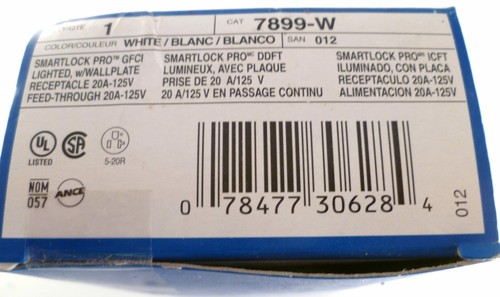 1 CAT 7899-W
COLOR/COULEUR WHITE/BLANC/BLANCO SAN 012
SMARTLOCK PRO™ GFCI
LIGHTED, w/WALLPLATE
RECEPTACLE 20A-125V
FEED-THROUGH 20A-125V
SMARTLOCK PROMC DDFT
LUMINEUX, AVEC PLAQUE
PRISE DE 20 A/125 V
20 A/125 V EN PASSAGE CONTINU
SMARTLOCK PROMC ICFT
ILUMINADO, CON PLACA
RECEPTACULO 20A-125V
ALIMENTACION 20A-125V
UL
LISTED
SA
5-20R
NOM
057
ANCE
0 78477 30628 4
012